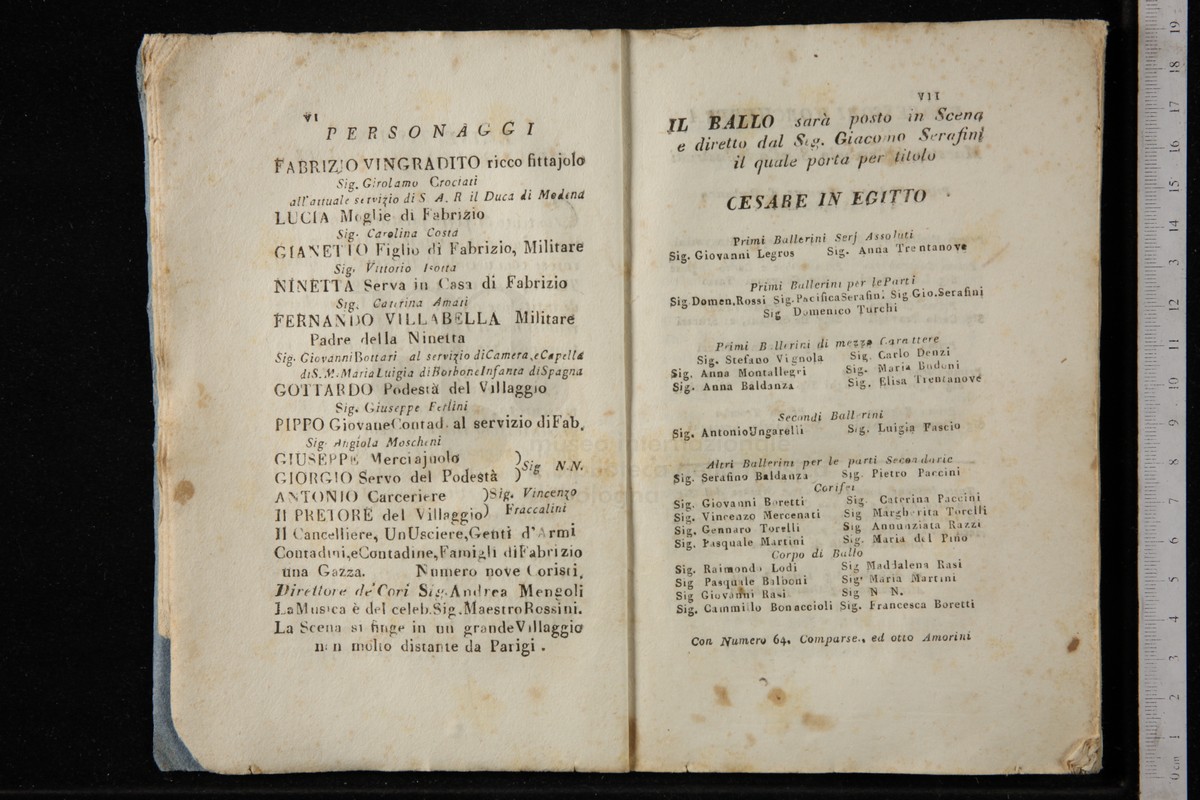 VI
PERSONAGGI
FABRIZIO VINGRADITO ricco fittajolo
Sig. Girolamo Crociati
all'attuale servizio di S. A. R il Duca di Modena
LUCIA Moglie di Fabrizio
Sig. Carolina Costa
GIANETTO Figlio di Fabrizio, Militare
Sig. Vittorio Isotta
NINETTA Serva in Casa di Fabrizio
Sig. Caterina Amati
FERNANDO VILLABELLA Militare
Padre della Ninetta
Sig. Giovanni Bottari al servizio di Camera, e Capella
di S. M. Maria Luigia di Borbone Infanta di Spagna
GOTTARDO Podestà del Villaggio
Sig. Giuseppe Ferlini
PIPPO Giovane Contad. al servizio di Fab.
Sig. Angiola Moscheni
GIUSEPPE Merciajuolo )
GIORGIO Servo del Podestà ) Sig N.N.
ANTONIO Carceriere ) Sig. Vincenzo
Il PRETORE del Villaggio ) Fraccalini
Il Cancelliere, Un Usciere, Genti d'Armi
Contadini, e Contadine, Famigli di Fabrizio
una Gazza. Numero nove Coristi,
Direttore de' Cori Sig. Andrea Mengoli
La Musica è del celeb. Sig. Maestro Rossini.
La Scena si finge in un grande Villaggio
non molto distante da Parigi.
VII
IL BALLO sarà posto in Scena
e diretto dal Sig. Giacomo Serafini
il quale porta per titolo
CESARE IN EGITTO
Primi Ballerini Serj Assoluti
Sig. Giovanni Legros Sig. Anna Trentanove
Primi Ballerini per le Parti
Sig. Domen. Rossi Sig. Pacifica Serafini Sig Gio. Serafini
Sig Domenico Turchi
Primi Ballerini di mezzo Carattere
Sig. Stefano Vignola Sig. Carlo Denzi
Sig. Anna Montallegri Sig. Maria Budoni
Sig. Anna Baldanza Sig. Elisa Trentanove
Secondi Ballerini
Sig. Antonio Ungarelli Sig. Luigia Fascio
Altri Ballerini per le parti Secondarie
Sig. Serafino Baldanza Sig. Pietro Paccini
Corifei
Sig. Giovanni Boretti Sig. Caterina Paccini
Sig. Vincenzo Mercenati Sig Margherita Torelli
Sig. Gennaro Torelli Sig Annunziata Razzi
Sig. Pasquale Martini Sig. Maria del Pino
Corpo di Ballo
Sig. Raimondo Lodi Sig Maddalena Rasi
Sig Pasquale Balboni Sig. Maria Martini
Sig Giovanni Rasi Sig N N.
Sig. Cammillo Bonaccioli Sig. Francesca Boretti
Con Numero 64. Comparse., ed otto Amorini